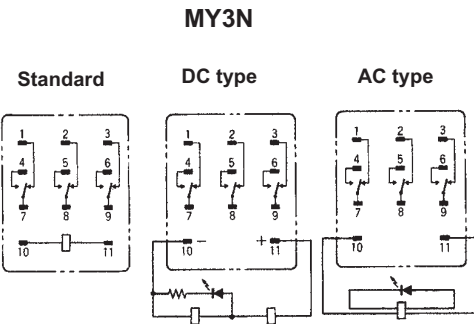 MY3N
Standard DC type AC type
1 2 3 1 2 3 1 2 3
4 5 6 4 5 6 4 5 6
7 8 9 7 8 9 7 8 9
10 11 10 − + 11 10 11